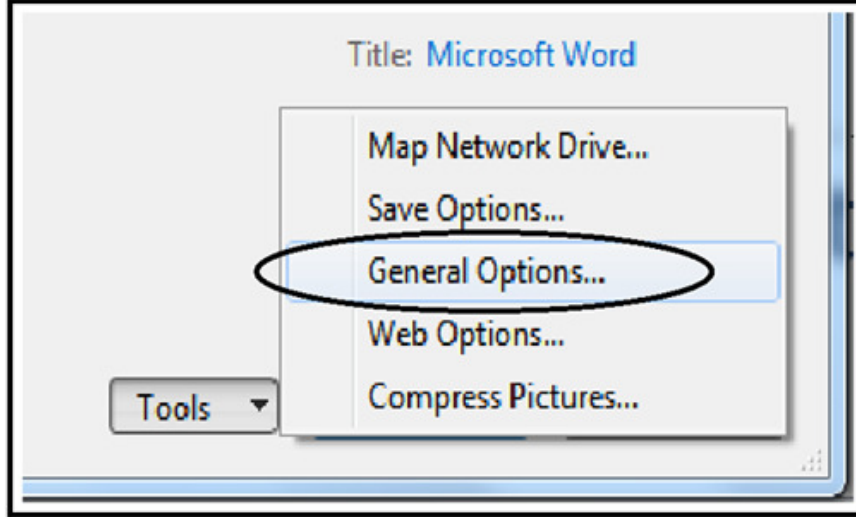 Title: Microsoft Word
Map Network Drive...
Save Options...
General Options...
Web Options...
Compress Pictures...
Tools